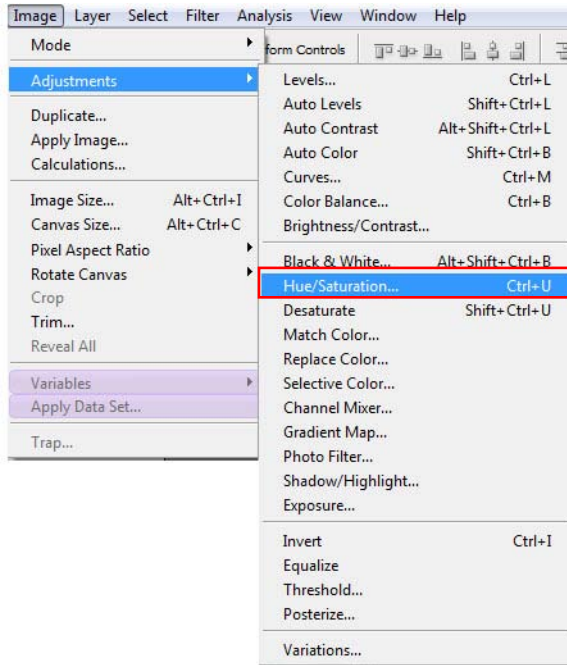 Image Layer Select Filter Analysis View Window Help
Mode
form Controls
Adjustments
Duplicate...
Apply Image...
Calculations...
Image Size... Alt+Ctrl+I
Canvas Size... Alt+Ctrl+C
Pixel Aspect Ratio
Rotate Canvas
Crop
Trim...
Reveal All
Variables
Apply Data Set...
Trap...
Levels... Ctrl+L
Auto Levels Shift+Ctrl+L
Auto Contrast Alt+Shift+Ctrl+L
Auto Color Shift+Ctrl+B
Curves... Ctrl+M
Color Balance... Ctrl+B
Brightness/Contrast...
Black & White... Alt+Shift+Ctrl+B
Hue/Saturation... Ctrl+U
Desaturate Shift+Ctrl+U
Match Color...
Replace Color...
Selective Color...
Channel Mixer...
Gradient Map...
Photo Filter...
Shadow/Highlight...
Exposure...
Invert Ctrl+I
Equalize
Threshold...
Posterize...
Variations...